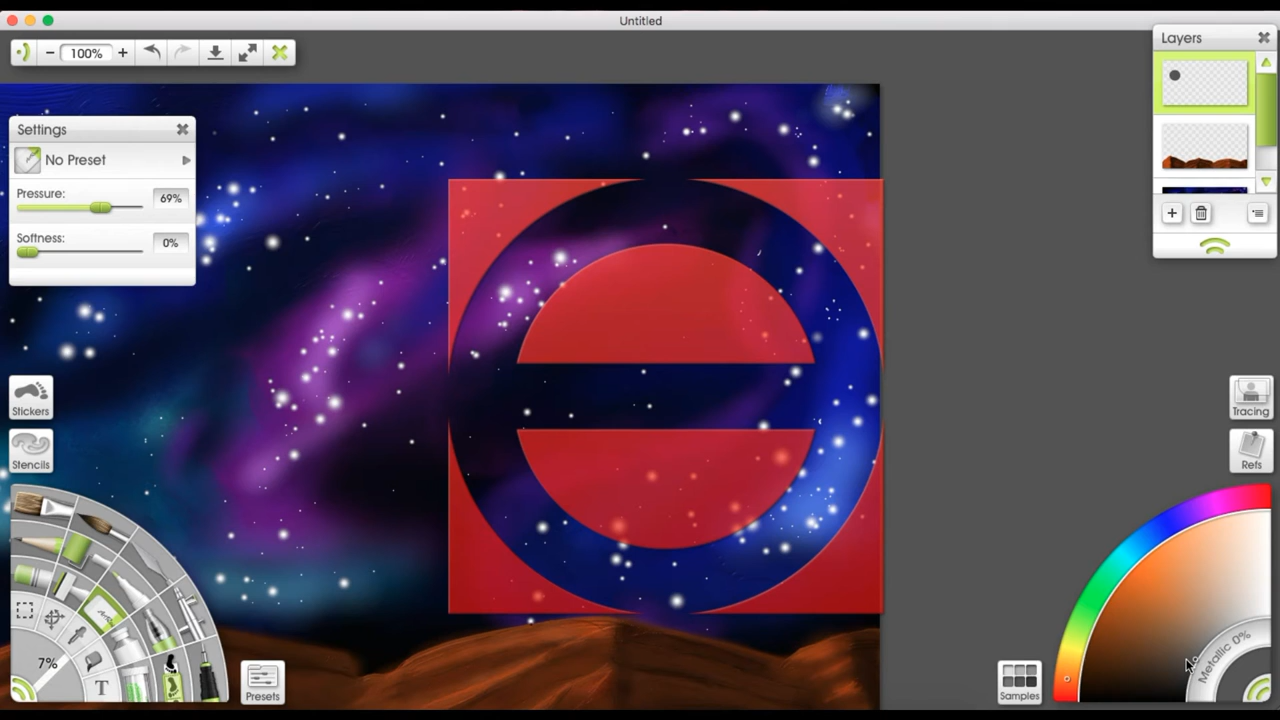 Untitled
100%
Layers
Settings
No Preset
Pressure:
69%
Softness:
0%
Stickers
Stencils
Tracing
Refs
7%
T
Presets
Samples
Metallic 0%